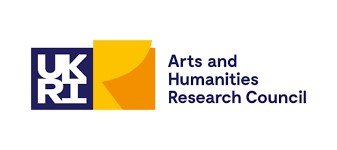 UK
RI
Arts and
Humanities
Research Council